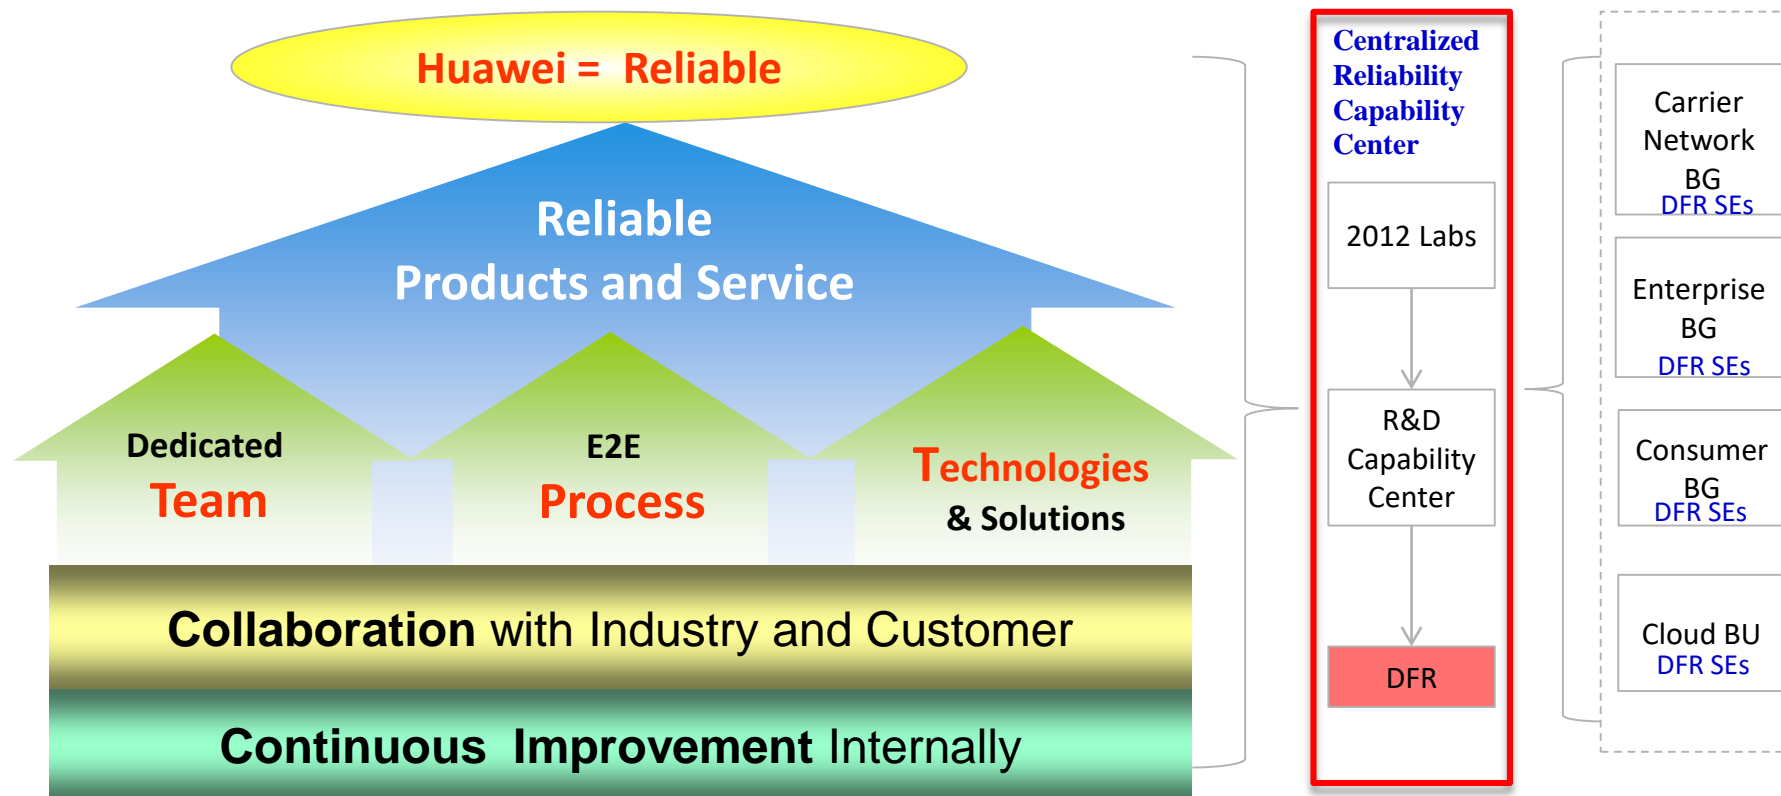 Huawei = Reliable
Reliable
Products and Service
Dedicated
Team
E2E
Process
Technologies
& Solutions
Collaboration with Industry and Customer
Continuous Improvement Internally
Centralized
Reliability
Capability
Center
2012 Labs
R&D
Capability
Center
DFR
Carrier
Network
BG
DFR SEs
Enterprise
BG
DFR SEs
Consumer
BG
DFR SEs
Cloud BU
DFR SEs